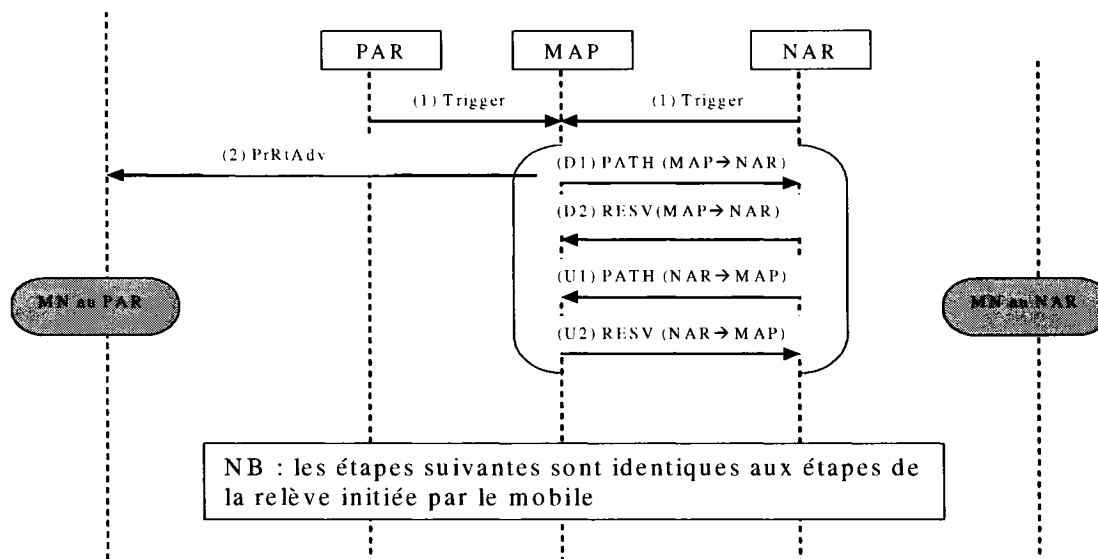 PAR
MAP
NAR
(1) Trigger
(1) Trigger
(2) PrRtAdv
(D1) PATH (MAP→NAR)
(D2) RESV(MAP→NAR)
(U1) PATH (NAR→MAP)
MN au PAR
MN au NAR
(U2) RESV (NAR→MAP)
NB : les étapes suivantes sont identiques aux étapes de
la relève initiée par le mobile